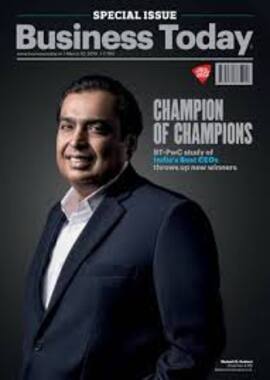 SPECIAL ISSUE
Business Today
CHAMPION
OF CHAMPIONS
BT-PwC study of
India's Best CEOs
throws up new winners